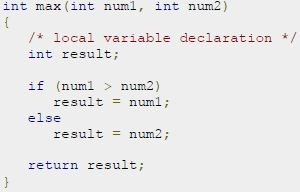 int max(int num1, int num2)
{
/* local variable declaration */
int result;
if (num1 > num2)
result = num1;
else
result = num2;
return result;
}